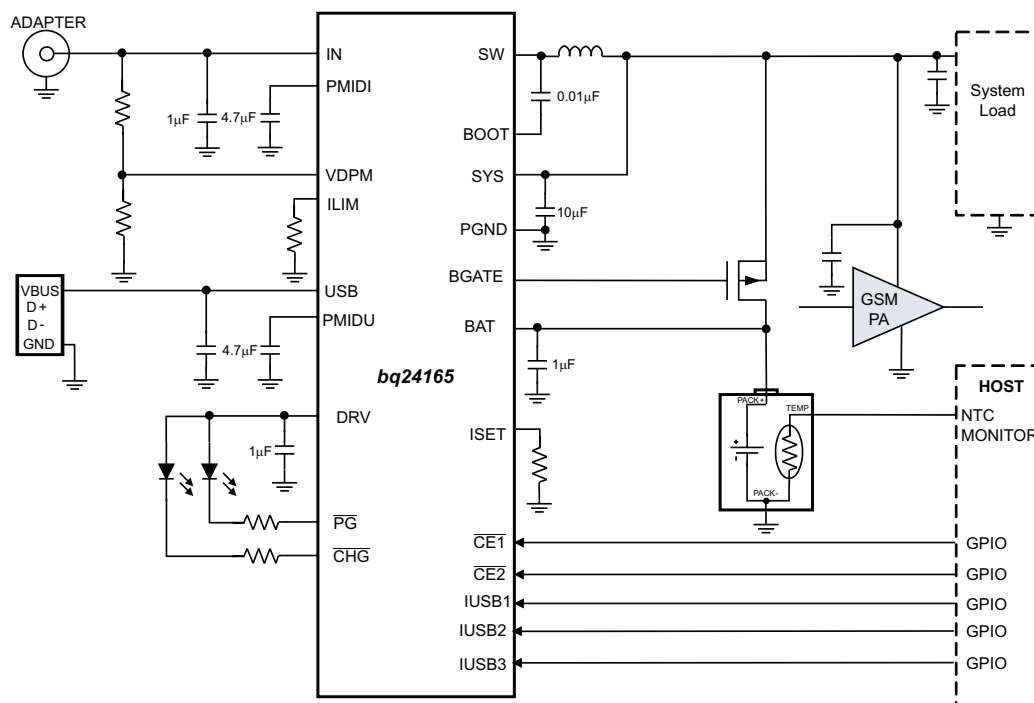 ADAPTER
IN
PMIDI
1μF
4.7μF
VDPM
ILIM
VBUS
D+
D-
GND
USB
PMIDU
4.7μF
bq24165
DRV
1μF
PG
CHG
SW
0.01μF
BOOT
SYS
10μF
PGND
BGATE
BAT
1μF
ISET
CE1
CE2
IUSB1
IUSB2
IUSB3
System
Load
GSM
PA
PACK+
TEMP
+
-
PACK-
HOST
NTC
MONITOR
GPIO
GPIO
GPIO
GPIO
GPIO